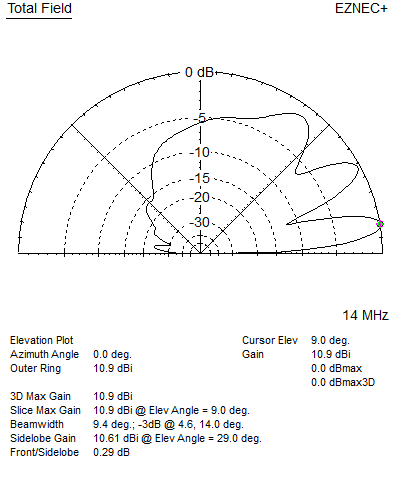 Total Field EZNEC+
0 dB
-5
-10
-15
-20
-30
14 MHz
Elevation Plot Cursor Elev 9.0 deg.
Azimuth Angle 0.0 deg. Gain 10.9 dBi
Outer Ring 10.9 dBi 0.0 dBmax
0.0 dBmax3D
3D Max Gain 10.9 dBi
Slice Max Gain 10.9 dBi @ Elev Angle = 9.0 deg.
Beamwidth 9.4 deg.; -3dB @ 4.6, 14.0 deg.
Sidelobe Gain 10.61 dBi @ Elev Angle = 29.0 deg.
Front/Sidelobe 0.29 dB